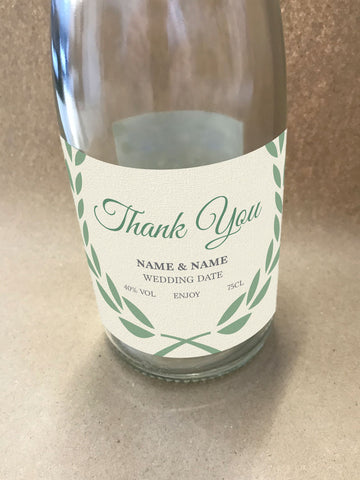 Thank You
NAME & NAME
WEDDING DATE
40% VOL ENJOY 75CL